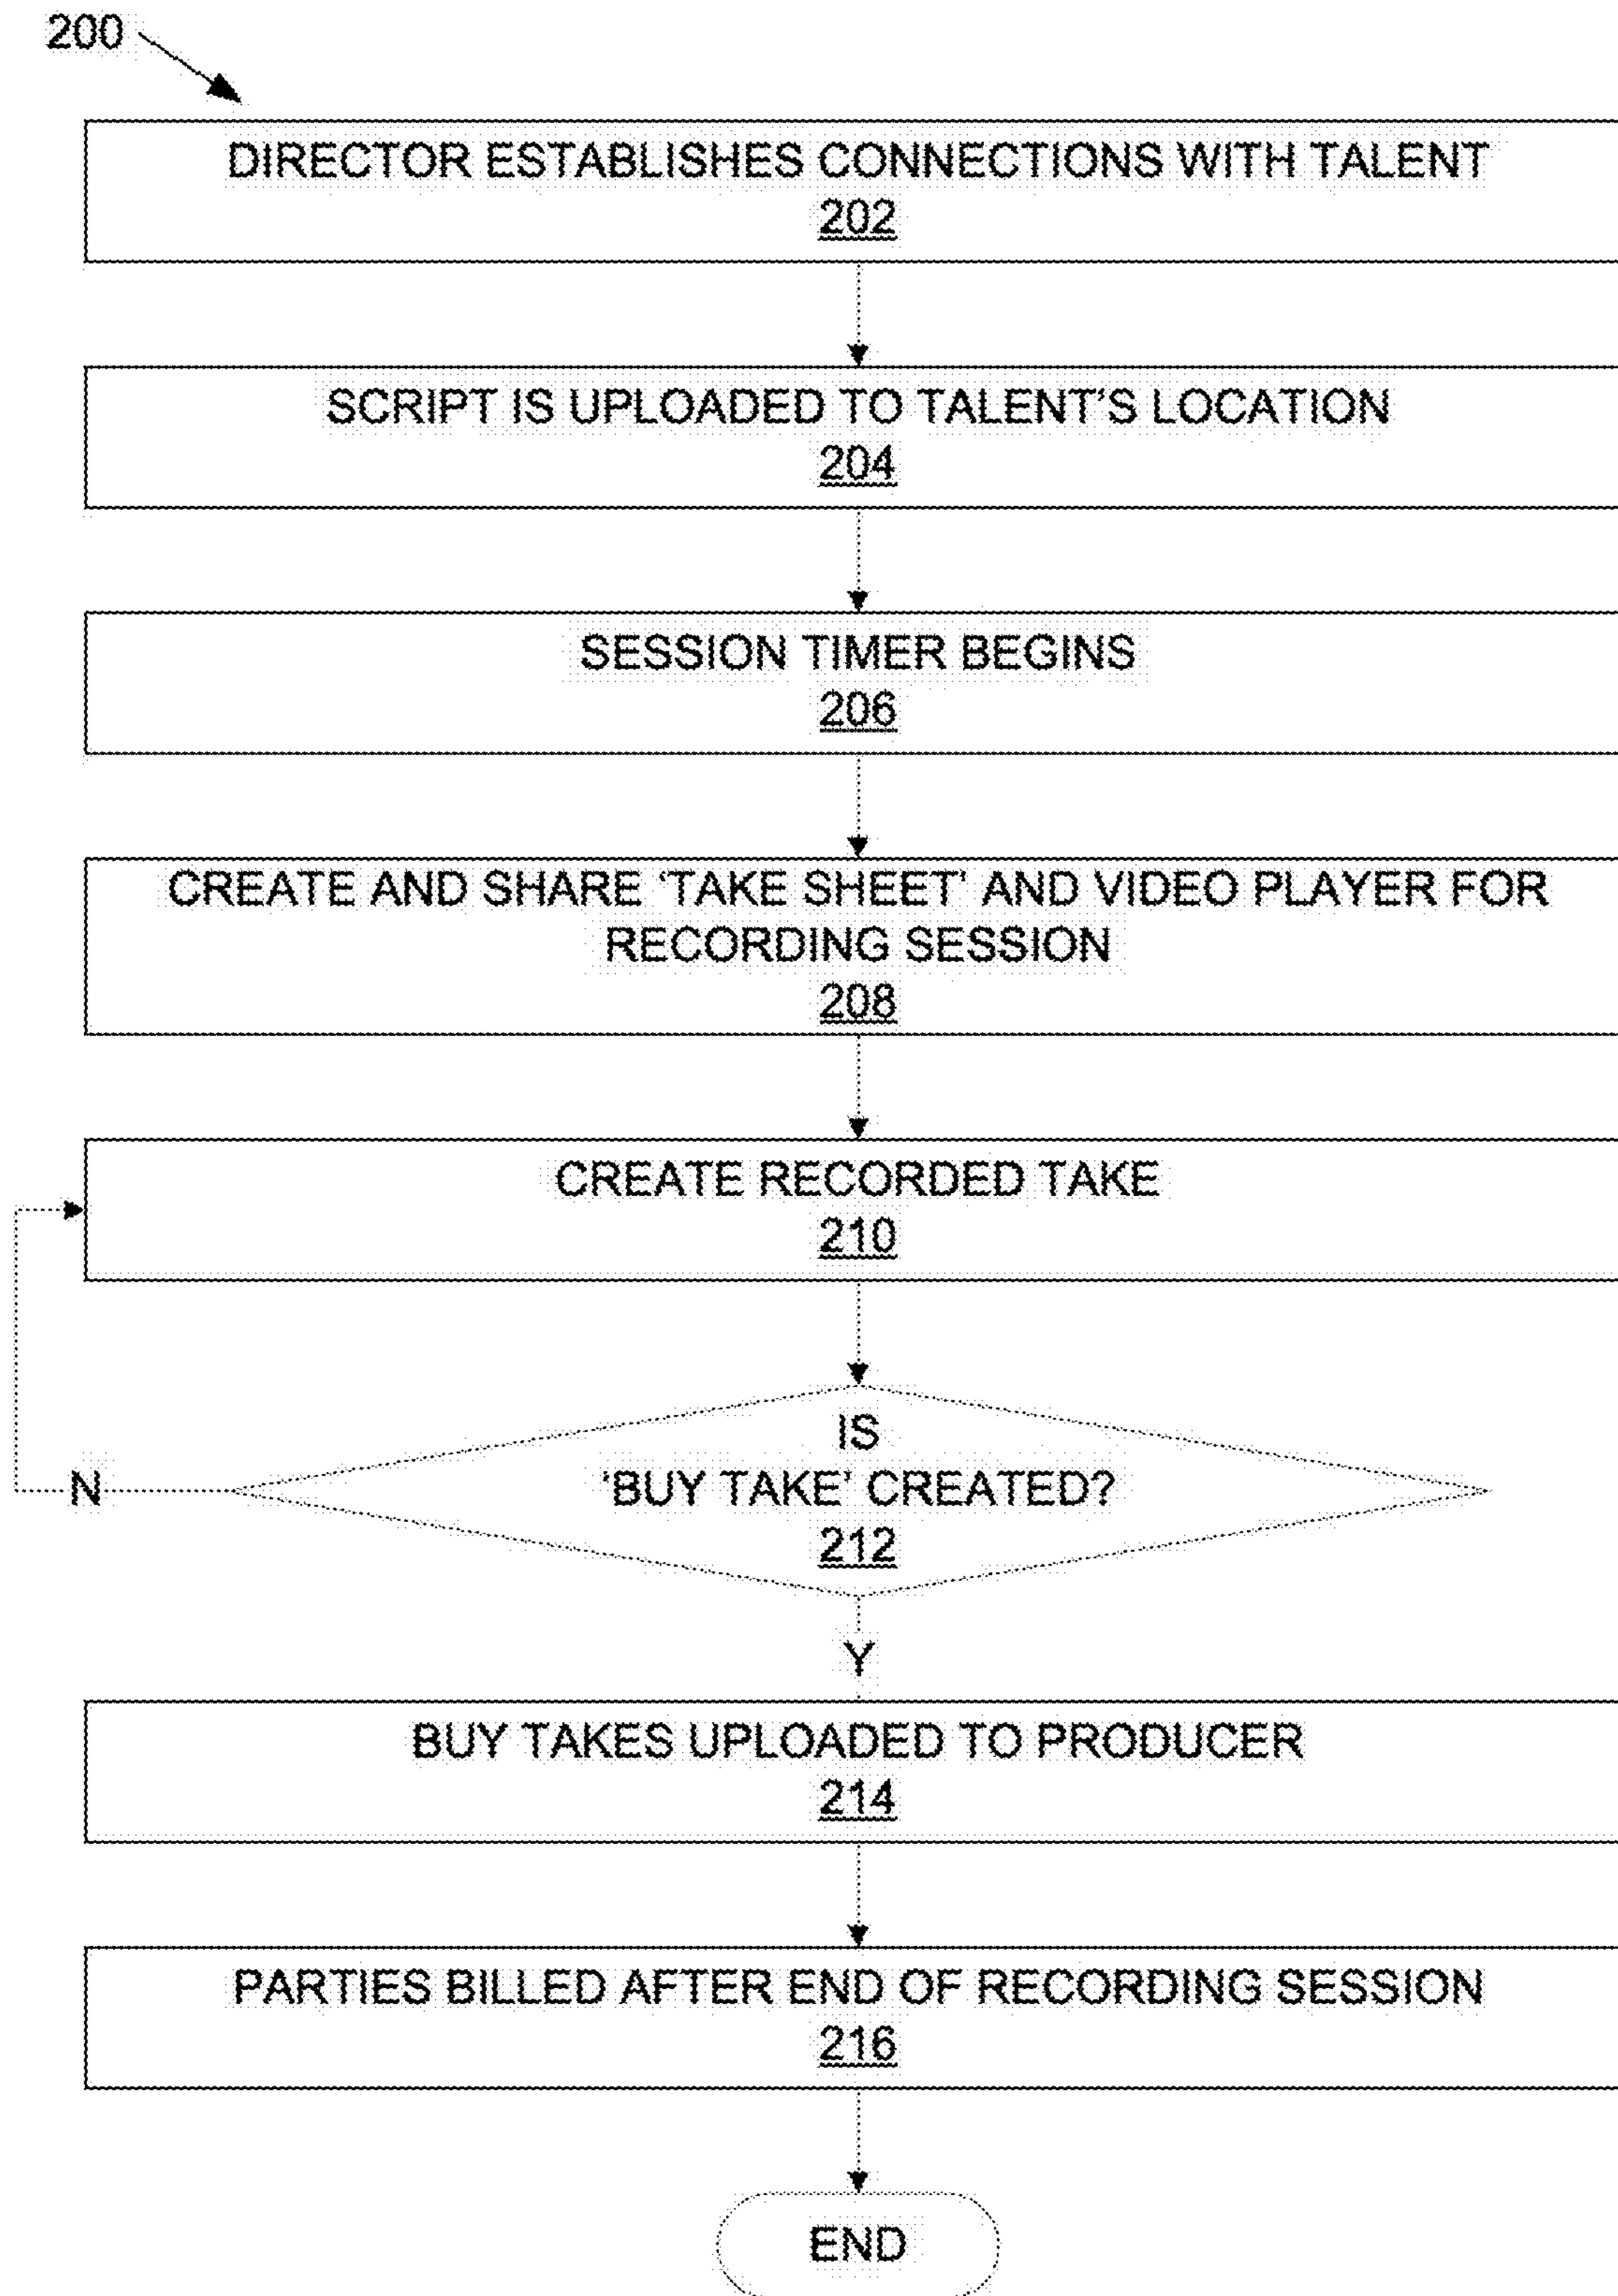 200
DIRECTOR ESTABLISHES CONNECTIONS WITH TALENT
202
SCRIPT IS UPLOADED TO TALENT'S LOCATION
204
SESSION TIMER BEGINS
206
CREATE AND SHARE 'TAKE SHEET' AND VIDEO PLAYER FOR
RECORDING SESSION
208
CREATE RECORDED TAKE
210
IS
'BUY TAKE' CREATED?
212
N
Y
BUY TAKES UPLOADED TO PRODUCER
214
PARTIES BILLED AFTER END OF RECORDING SESSION
216
END